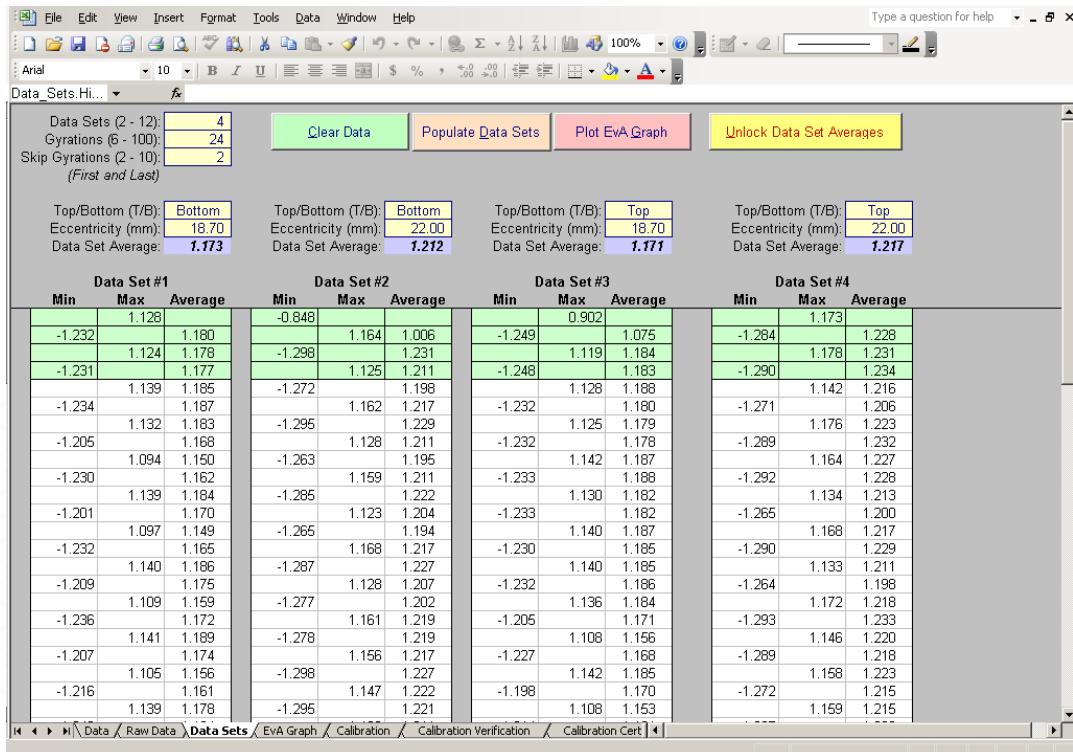 File Edit View Insert Format Tools Data Window Help Type a question for help
100%
Arial 10 B I U $ % ,
Data_Sets.Hi... fx
Data Sets (2 - 12): 4
Gyrations (6 - 100): 24
Skip Gyrations (2 - 10): 2
(First and Last)
Clear Data Populate Data Sets Plot EvA Graph Unlock Data Set Averages
Top/Bottom (T/B): Bottom Top/Bottom (T/B): Bottom Top/Bottom (T/B): Top Top/Bottom (T/B): Top
Eccentricity (mm): 18.70 Eccentricity (mm): 22.00 Eccentricity (mm): 18.70 Eccentricity (mm): 22.00
Data Set Average: 1.173 Data Set Average: 1.212 Data Set Average: 1.171 Data Set Average: 1.217
Data Set #1 Data Set #2 Data Set #3 Data Set #4
Min Max Average Min Max Average Min Max Average Min Max Average
1.128 -0.848 0.902 1.173
-1.232 1.180 1.164 1.006 -1.249 1.075 -1.284 1.228
1.124 1.178 -1.298 1.231 1.119 1.184 1.178 1.231
-1.231 1.177 1.125 1.211 -1.248 1.183 -1.290 1.234
1.139 1.185 -1.272 1.198 1.128 1.188 1.142 1.216
-1.234 1.187 1.162 1.217 -1.232 1.180 -1.271 1.206
1.132 1.183 -1.295 1.229 1.125 1.179 1.176 1.223
-1.205 1.168 1.128 1.211 -1.232 1.178 -1.289 1.232
1.094 1.150 -1.263 1.195 1.142 1.187 1.164 1.227
-1.230 1.162 1.159 1.211 -1.233 1.188 -1.292 1.228
1.139 1.184 -1.285 1.222 1.130 1.182 1.134 1.213
-1.201 1.170 1.123 1.204 -1.233 1.182 -1.265 1.200
1.097 1.149 -1.265 1.194 1.140 1.187 1.168 1.217
-1.232 1.165 1.168 1.217 -1.230 1.185 -1.290 1.229
1.140 1.186 -1.287 1.227 1.140 1.185 1.133 1.211
-1.209 1.175 1.128 1.207 -1.232 1.186 -1.264 1.198
1.109 1.159 -1.277 1.202 1.136 1.184 1.172 1.218
-1.236 1.172 1.161 1.219 -1.205 1.171 -1.293 1.233
1.141 1.189 -1.278 1.219 1.108 1.156 1.146 1.220
-1.207 1.174 1.156 1.217 -1.227 1.168 -1.289 1.218
1.105 1.156 -1.298 1.227 1.142 1.185 1.158 1.223
-1.216 1.161 1.147 1.222 -1.198 1.170 -1.272 1.215
1.139 1.178 -1.295 1.221 1.108 1.153 1.159 1.215
Data Raw Data Data Sets EvA Graph Calibration Calibration Verification Calibration Cert